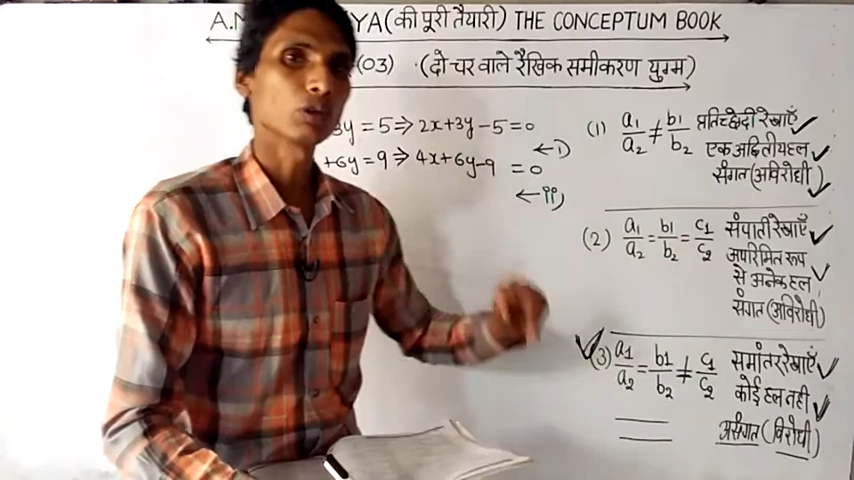 YA(की पूरी तैयारी) THE CONCEPTUM BOOK
(03) (दो चर वाले रैखिक समीकरण युग्म)
3y = 5 ⇒ 2x+3y-5=0 ← i)
+6y = 9 ⇒ 4x+6y-9 = 0
← ii)
(1) a1/a2 ≠ b1/b2 प्रतिच्छेदी रेखाएँ ✓
एक अद्वितीय हल ✓
संगत (अविरोधी) ✓
(2) a1/a2 = b1/b2 = c1/c2 संपाती रेखाएँ ✓
अपरिमित रूप
से अनेक हल ✓
संगत (अविरोधी)
✓(3) a1/a2 = b1/b2 ≠ c1/c2 समांतर रेखाएँ ✓
कोई हल नही ✓
असंगत (विरोधी)